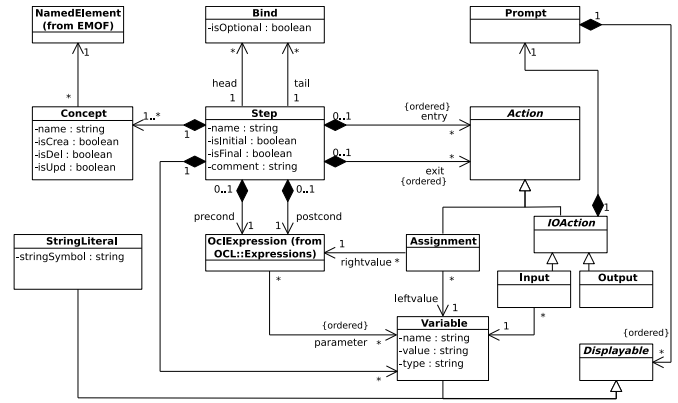 NamedElement
(from EMOF)
Bind
-isOptional : boolean
Prompt
1
1
*
*
*
1
head
tail
1
1
*
Concept
-name : string
-isCrea : boolean
-isDel : boolean
-isUpd : boolean
1..*
1
1
Step
-name : string
-isInitial : boolean
-isFinal : boolean
-comment : string
0..1
0..1
{ordered}
entry
*
*
exit
{ordered}
Action
0..1
0..1
precond
postcond
1
1
1
IOAction
StringLiteral
-stringSymbol : string
OclExpression (from
OCL::Expressions)
1
rightvalue *
Assignment
Input
Output
*
*
*
leftvalue
{ordered}
parameter
*
1
1
{ordered}
*
Variable
-name : string
-value : string
-type : string
*
Displayable